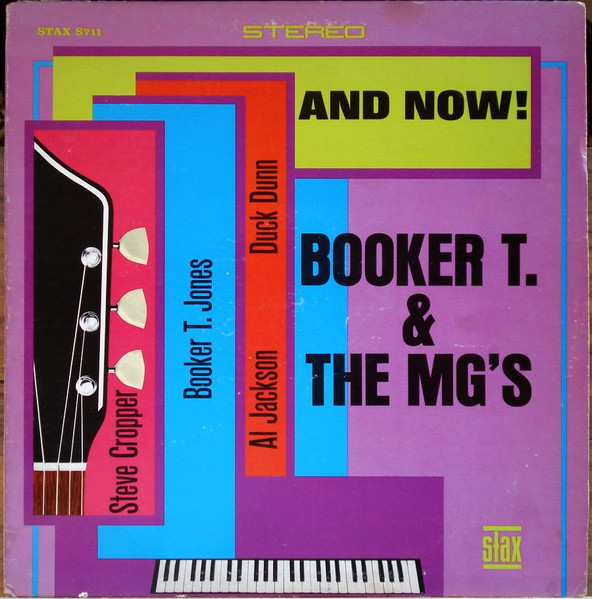 STAX S711
STEREO
AND NOW!
BOOKER T.
&
THE MG'S
Steve Cropper
Booker T. Jones
Al Jackson
Duck Dunn
stax